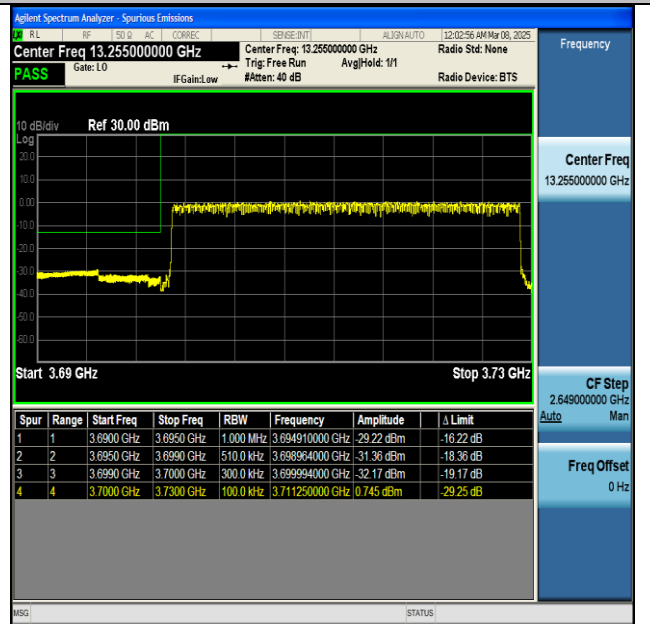 Agilent Spectrum Analyzer - Spurious Emissions
RL RF 50 Ω AC CORREC SENSE:INT ALIGN AUTO 12:02:56 AM Mar 08, 2025
Center Freq 13.255000000 GHz
Center Freq: 13.255000000 GHz
Radio Std: None
Trig: Free Run Avg|Hold: 1/1
PASS
Gate: LO
IFGain:Low
#Atten: 40 dB
Radio Device: BTS
Frequency
10 dB/div Ref 30.00 dBm
Log
20.0
10.0
0.00
-10.0
-20.0
-30.0
-40.0
-50.0
-60.0
Start 3.69 GHz Stop 3.73 GHz
Center Freq
13.255000000 GHz
CF Step
2.649000000 GHz
Auto Man
Freq Offset
0 Hz
Spur Range Start Freq Stop Freq RBW Frequency Amplitude Δ Limit
1 1 3.6900 GHz 3.6950 GHz 1.000 MHz 3.694910000 GHz -29.22 dBm -16.22 dB
2 2 3.6950 GHz 3.6990 GHz 510.0 kHz 3.698964000 GHz -31.36 dBm -18.36 dB
3 3 3.6990 GHz 3.7000 GHz 300.0 kHz 3.699994000 GHz -32.17 dBm -19.17 dB
4 4 3.7000 GHz 3.7300 GHz 100.0 kHz 3.711250000 GHz 0.745 dBm -29.25 dB
MSG STATUS